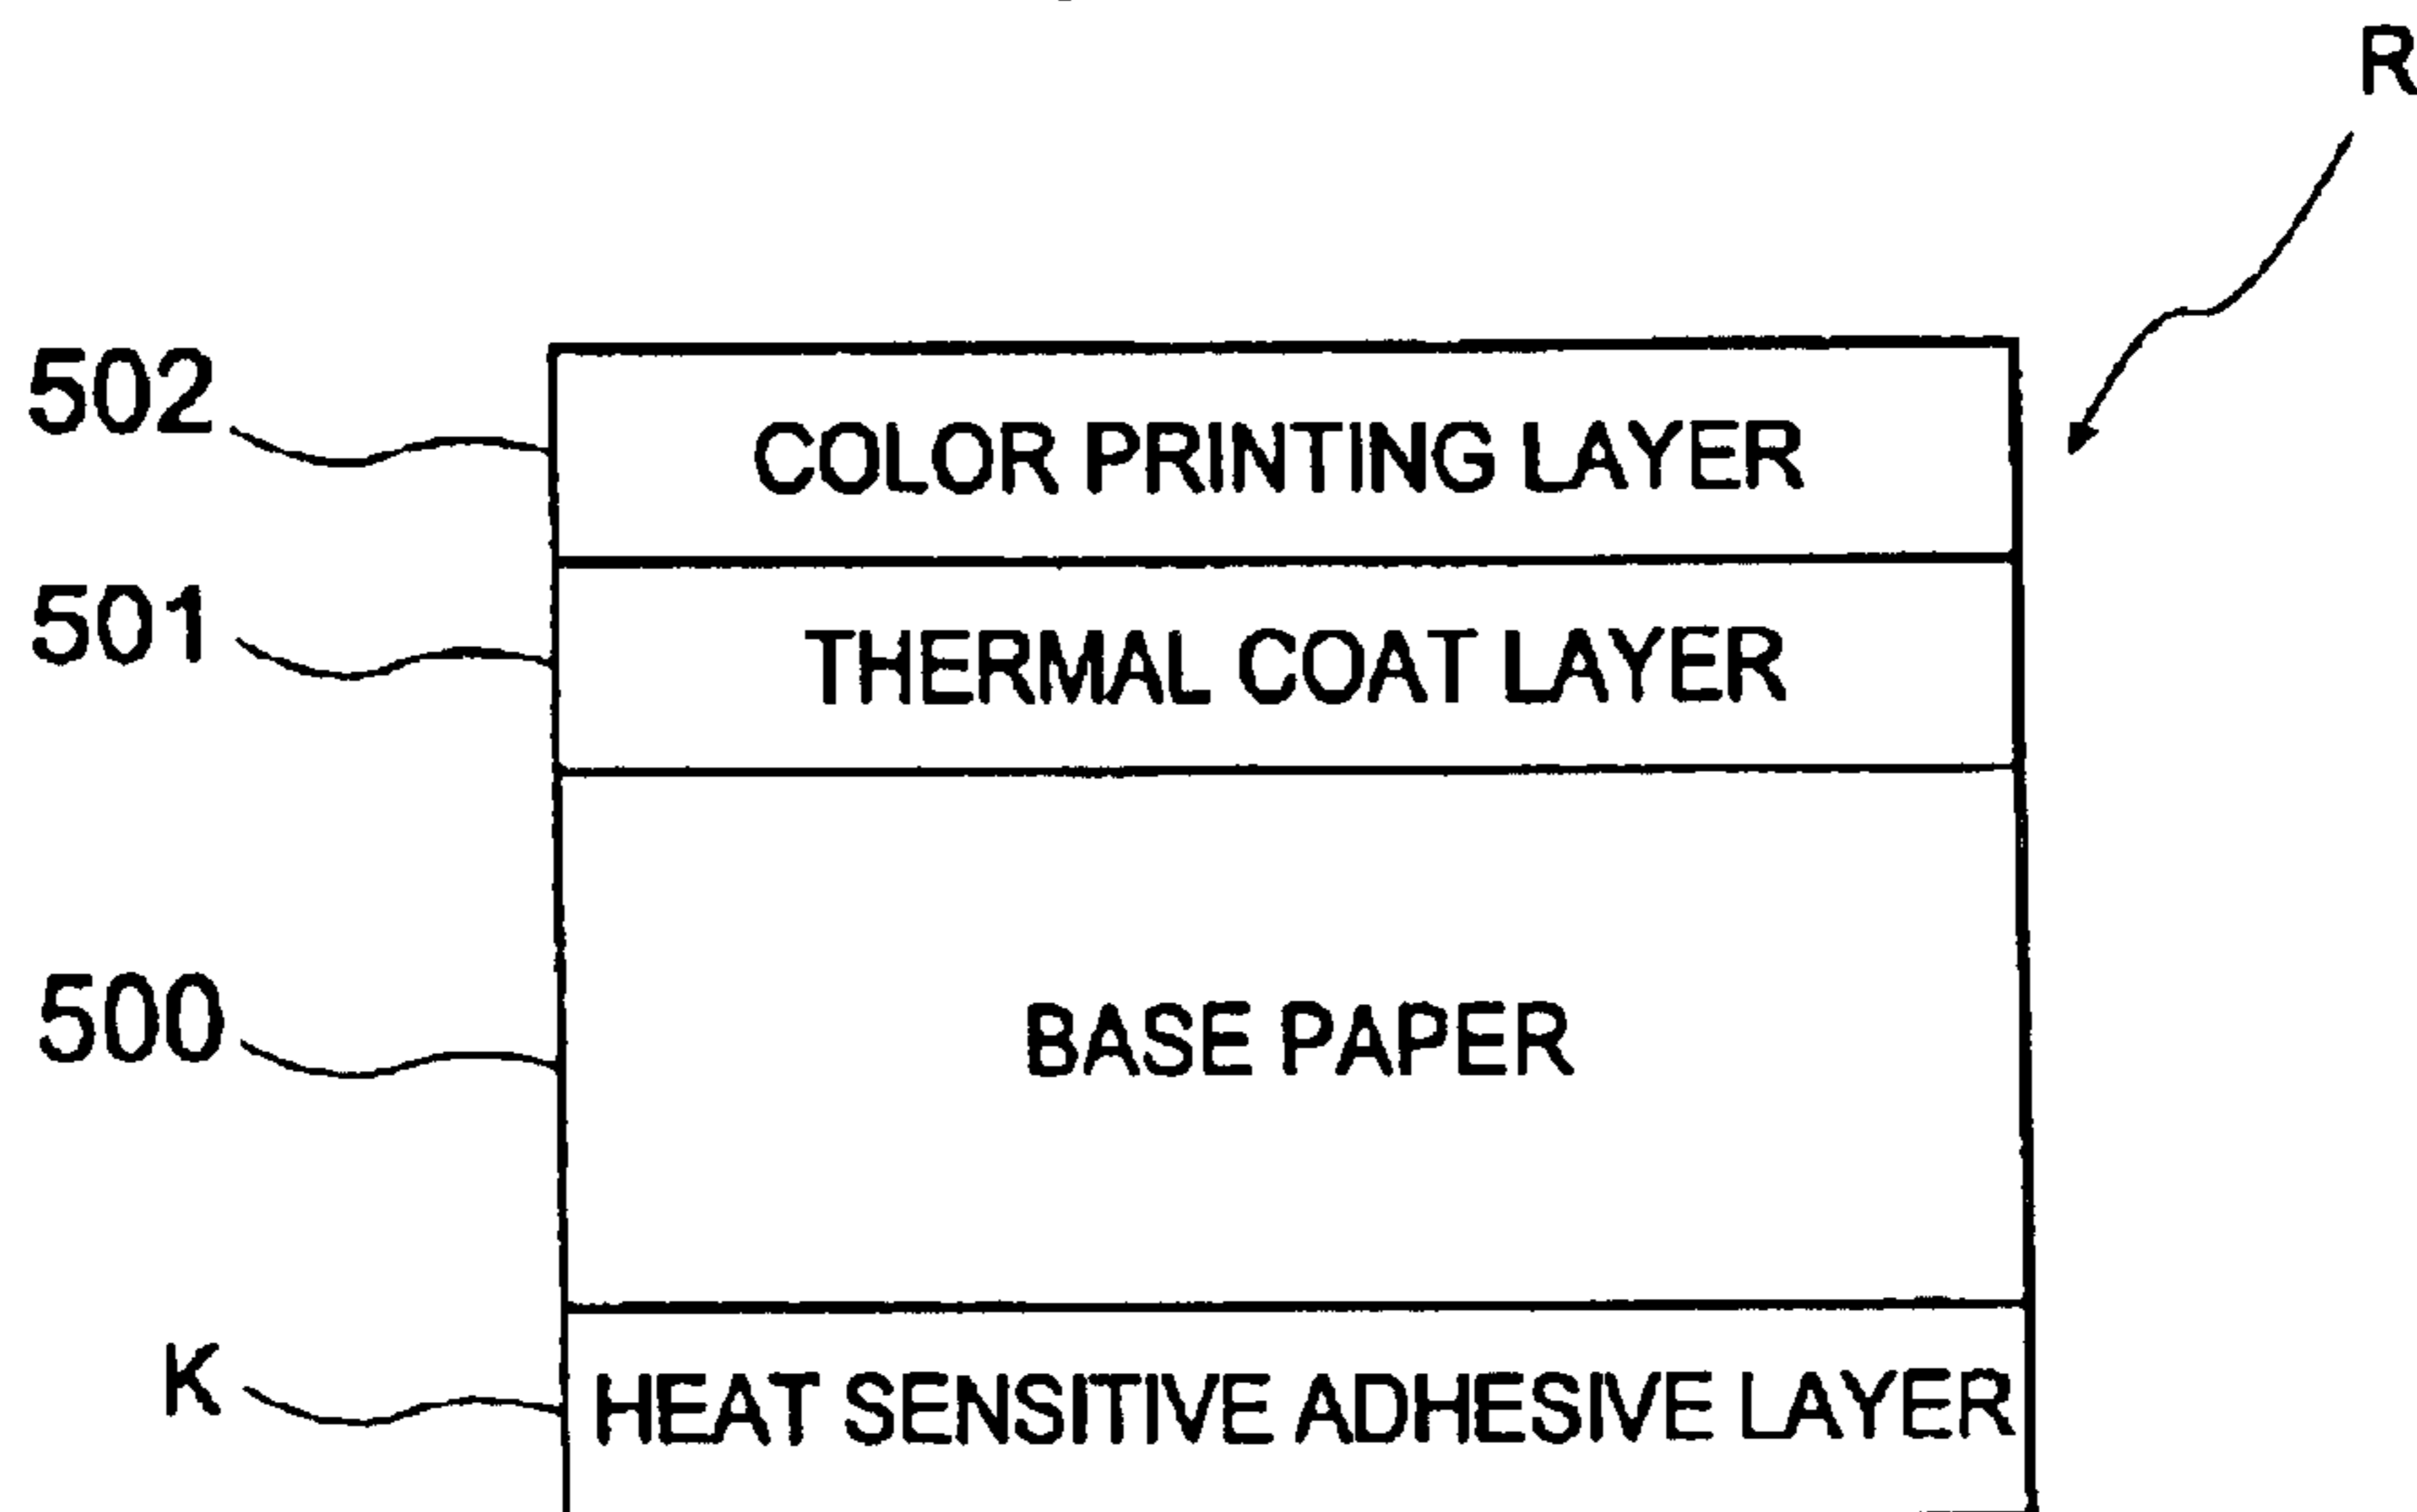 R
502 COLOR PRINTING LAYER
501 THERMAL COAT LAYER
500 BASE PAPER
K HEAT SENSITIVE ADHESIVE LAYER